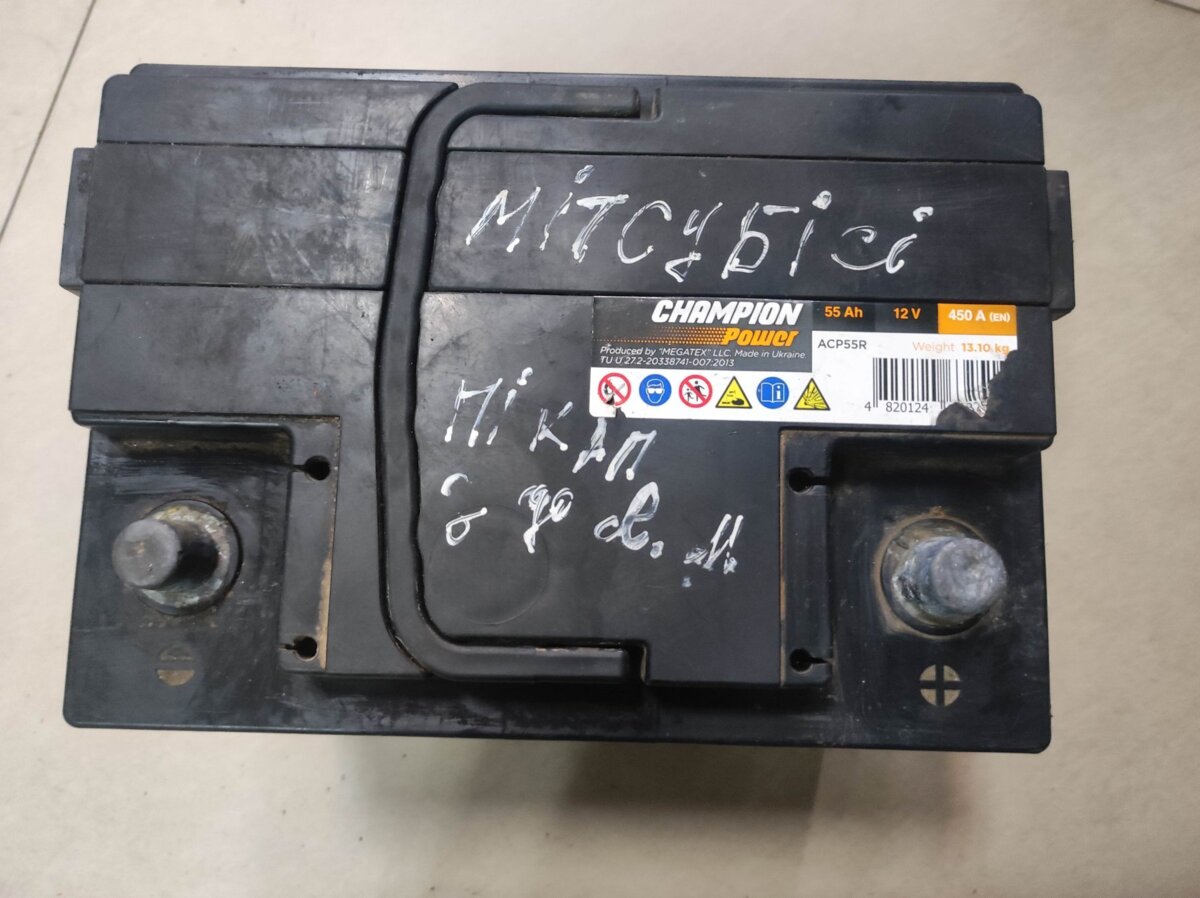 мітсубісі
CHAMPION
Power
55 Ah 12 V 450 A (EN)
Produced by "MEGATEX" LLC. Made in Ukraine
TU U 27.2-20338741-007:2013
ACP55R
Weight 13.10 kg
4 820124
пікап